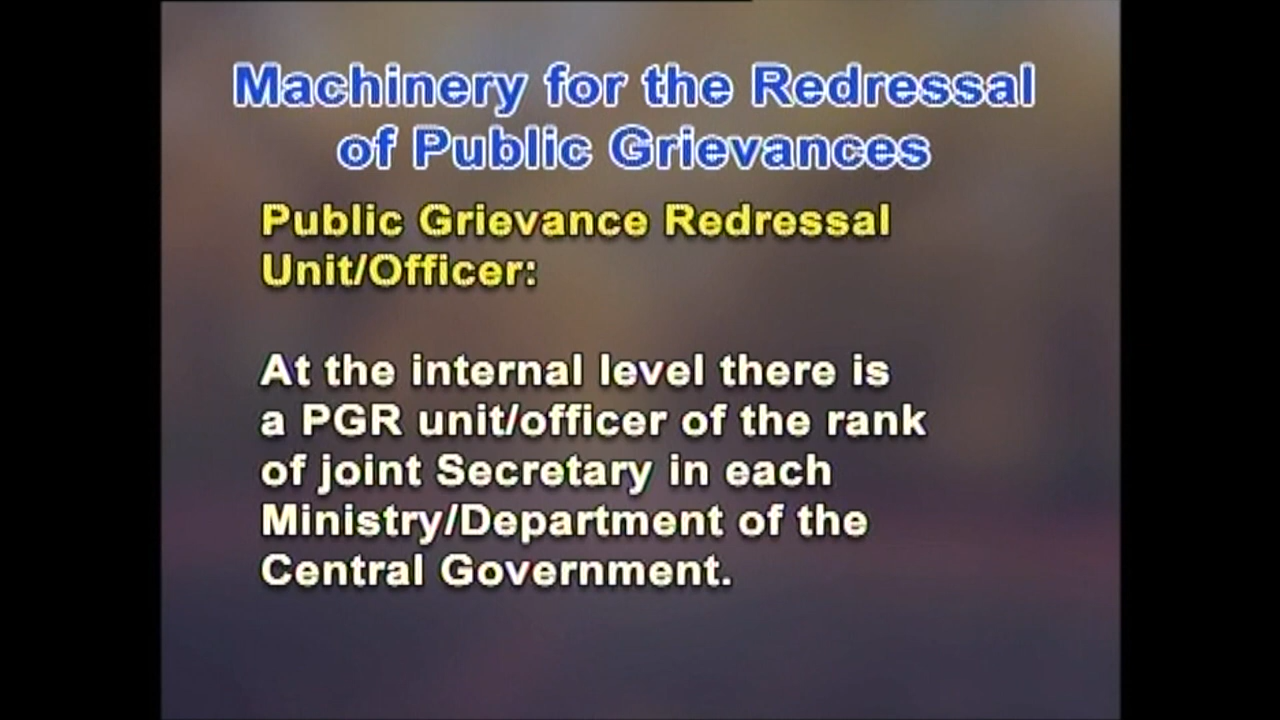 Machinery for the Redressal
of Public Grievances
Public Grievance Redressal
Unit/Officer:
At the internal level there is
a PGR unit/officer of the rank
of joint Secretary in each
Ministry/Department of the
Central Government.